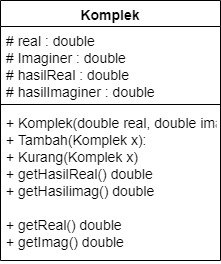 Komplek
# real : double
# Imaginer : double
# hasilReal : double
# hasilImaginer : double
+ Komplek(double real, double ima
+ Tambah(Komplek x):
+ Kurang(Komplek x)
+ getHasilReal() double
+ getHasilimag() double
+ getReal() double
+ getImag() double